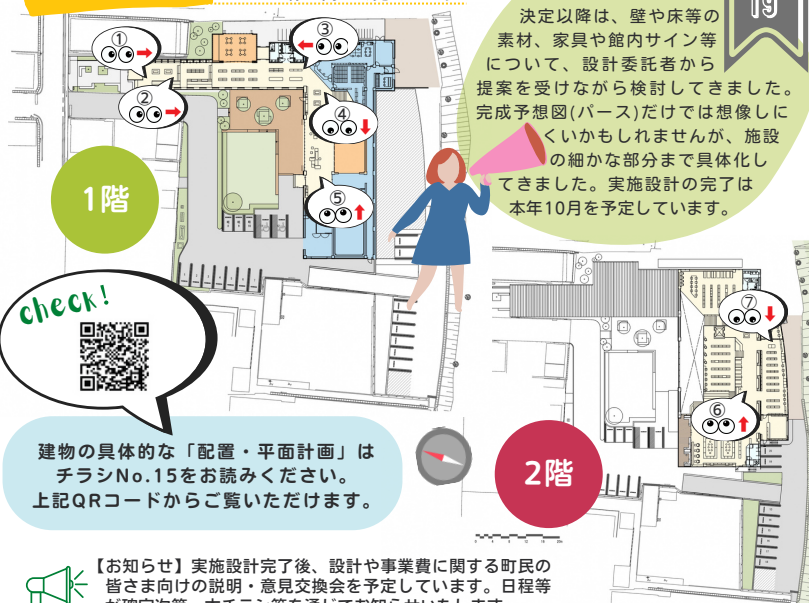 19
決定以降は、壁や床等の
素材、家具や館内サイン等
について、設計委託者から
提案を受けながら検討してきました。
完成予想図(パース)だけでは想像しに
くいかもしれませんが、施設
の細かな部分まで具体化し
てきました。実施設計の完了は
本年10月を予定しています。
①
②
③
④
⑤
1階
check!
建物の具体的な「配置・平面計画」は
チラシNo.15をお読みください。
上記QRコードからご覧いただけます。
⑦
⑥
2階
【お知らせ】実施設計完了後、設計や事業費に関する町民の
皆さま向けの説明・意見交換会を予定しています。日程等